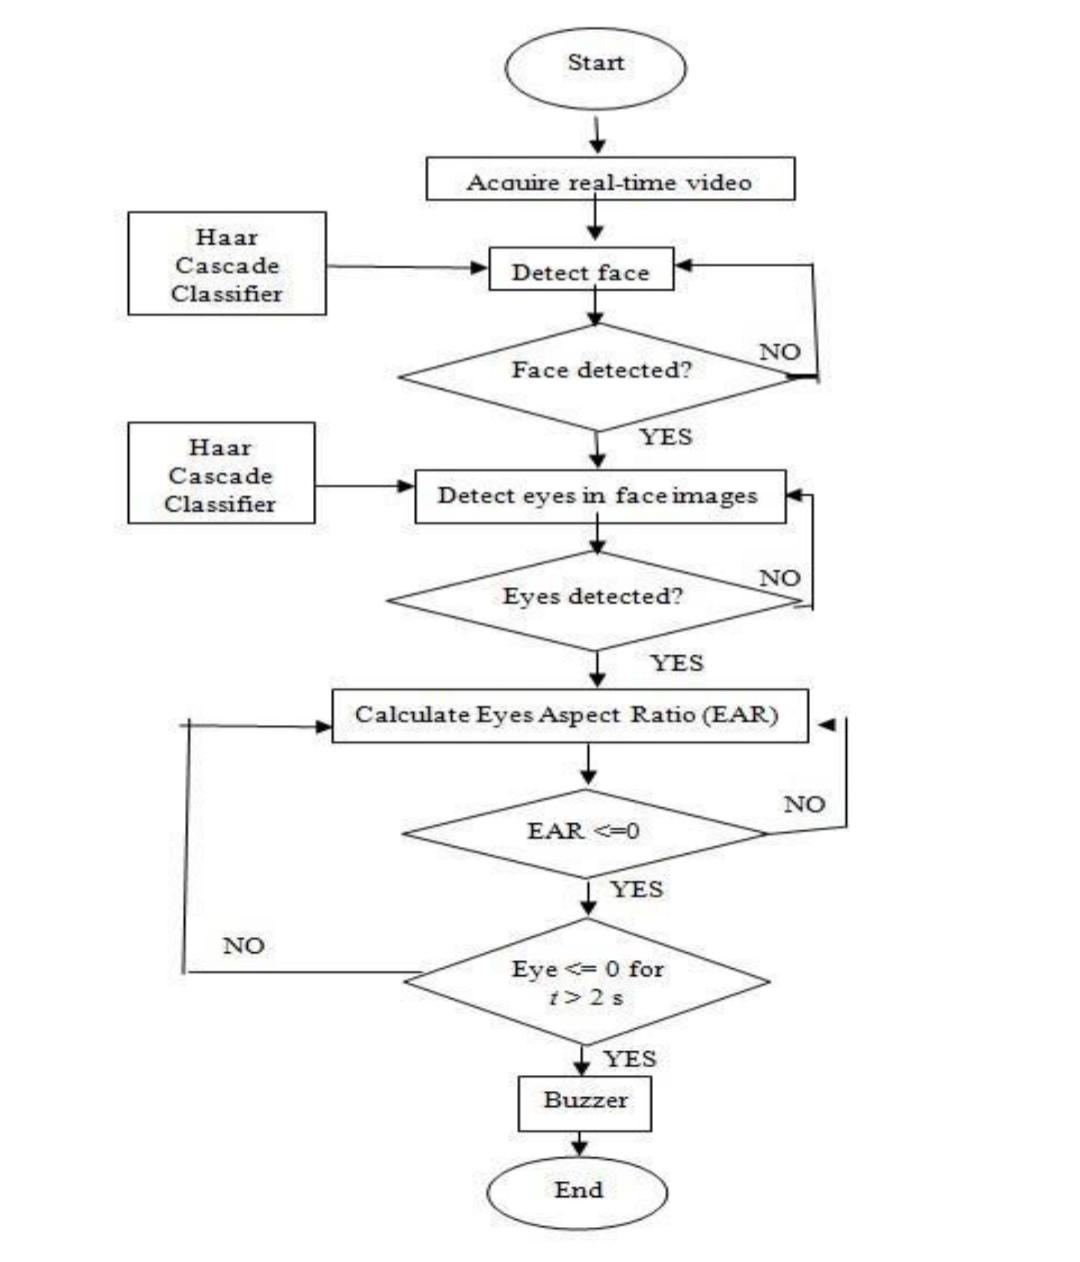 Start
Acquire real-time video
Haar
Cascade
Classifier
Detect face
Face detected?
NO
YES
Haar
Cascade
Classifier
Detect eyes in face images
Eyes detected?
NO
YES
Calculate Eyes Aspect Ratio (EAR)
NO
EAR <=0
YES
NO
Eye <= 0 for
t > 2 s
YES
Buzzer
End